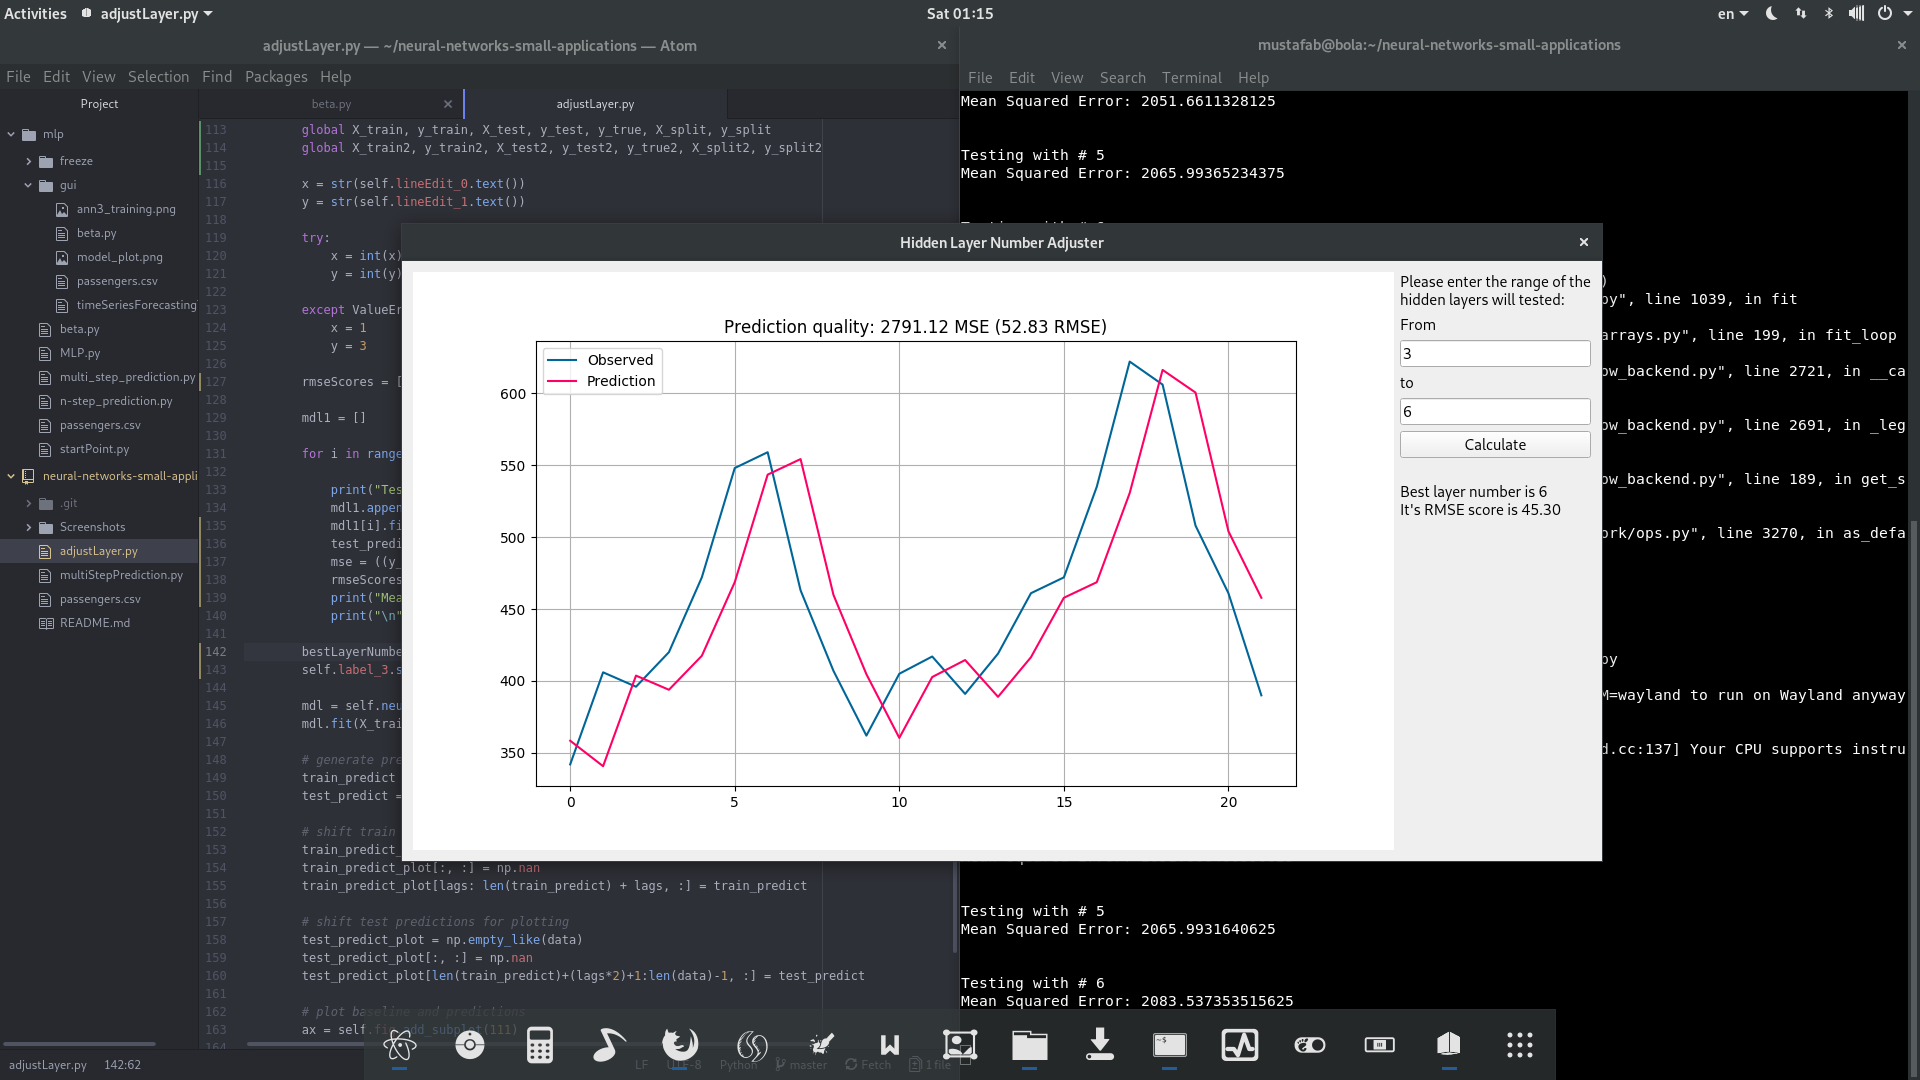 Activities adjustLayer.py Sat 01:15 en
adjustLayer.py — ~/neural-networks-small-applications — Atom
File Edit View Selection Find Packages Help
Project
mlp
freeze
gui
ann3_training.png
beta.py
model_plot.png
passengers.csv
timeSeriesForecasting
beta.py
MLP.py
multi_step_prediction.py
n-step_prediction.py
passengers.csv
startPoint.py
neural-networks-small-appli
.git
Screenshots
adjustLayer.py
multiStepPrediction.py
passengers.csv
README.md
beta.py adjustLayer.py
113 global X_train, y_train, X_test, y_test, y_true, X_split, y_split
114 global X_train2, y_train2, X_test2, y_test2, y_true2, X_split2, y_split2
115
116 x = str(self.lineEdit_0.text())
117 y = str(self.lineEdit_1.text())
118
119 try:
120 x = int(x)
121 y = int(y)
122
123 except ValueEr
124 x = 1
125 y = 3
126
127 rmseScores = [
128
129 mdl1 = []
130
131 for i in range
132
133 print("Tes
134 mdl1.appen
135 mdl1[i].fi
136 test_predi
137 mse = ((y_
138 rmseScores
139 print("Mea
140 print("\n"
141
142 bestLayerNumbe
143 self.label_3.s
144
145 mdl = self.neu
146 mdl.fit(X_trai
147
148 # generate pre
149 train_predict
150 test_predict =
151
152 # shift train
153 train_predict_
154 train_predict_plot[:, :] = np.nan
155 train_predict_plot[lags: len(train_predict) + lags, :] = train_predict
156
157 # shift test predictions for plotting
158 test_predict_plot = np.empty_like(data)
159 test_predict_plot[:, :] = np.nan
160 test_predict_plot[len(train_predict)+(lags*2)+1:len(data)-1, :] = test_predict
161
162 # plot baseline and predictions
163 ax = self.fig.add_subplot(111)
164
adjustLayer.py 142:62 LF UTF-8 Python master Fetch 1 file
mustafab@bola:~/neural-networks-small-applications
File Edit View Search Terminal Help
Mean Squared Error: 2051.6611328125
Testing with # 5
Mean Squared Error: 2065.99365234375
)
py", line 1039, in fit
arrays.py", line 199, in fit_loop
ow_backend.py", line 2721, in __ca
ow_backend.py", line 2691, in _leg
ow_backend.py", line 189, in get_s
ork/ops.py", line 3270, in as_defa
py
M=wayland to run on Wayland anyway
d.cc:137] Your CPU supports instru
Testing with # 5
Mean Squared Error: 2065.9931640625
Testing with # 6
Mean Squared Error: 2083.537353515625
Hidden Layer Number Adjuster
Prediction quality: 2791.12 MSE (52.83 RMSE)
Observed
Prediction
600
550
500
450
400
350
0 5 10 15 20
Please enter the range of the
hidden layers will tested:
From
3
to
6
Calculate
Best layer number is 6
It's RMSE score is 45.30